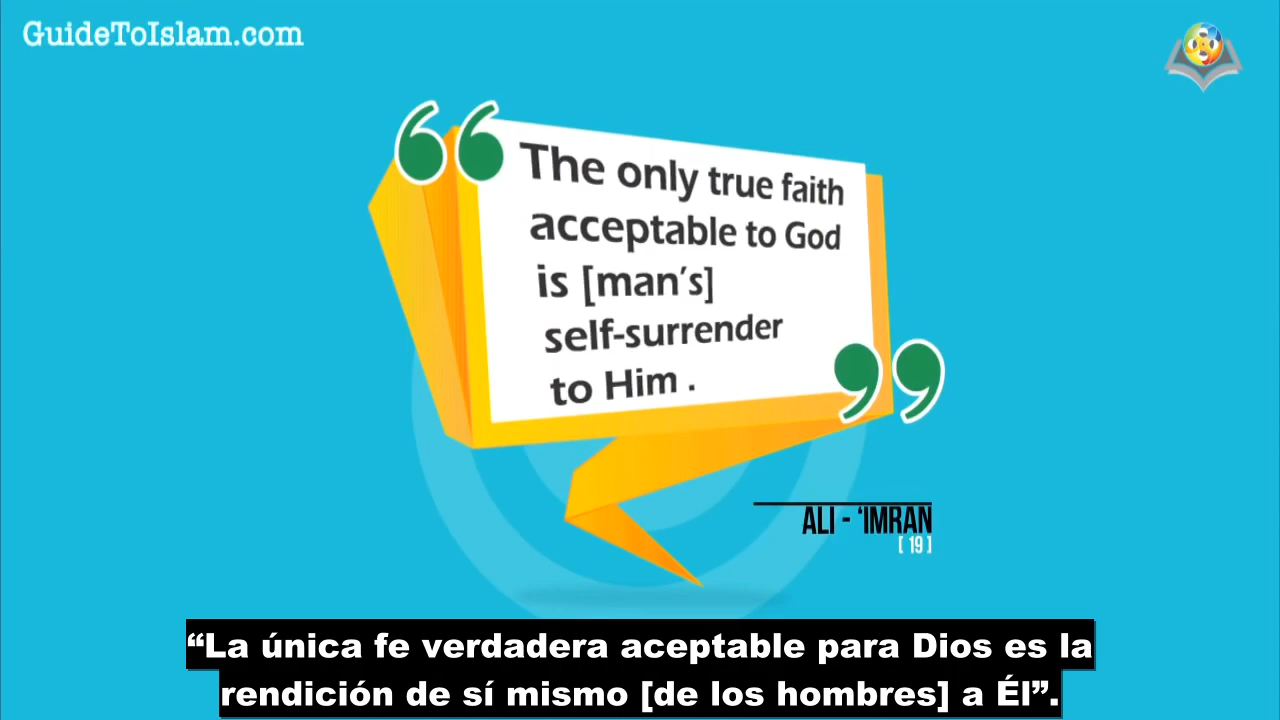 GuideToIslam.com
The only true faith
acceptable to God
is [man's]
self-surrender
to Him .
ALI - ‘IMRAN
[ 19 ]
“La única fe verdadera aceptable para Dios es la
rendición de sí mismo [de los hombres] a Él”.